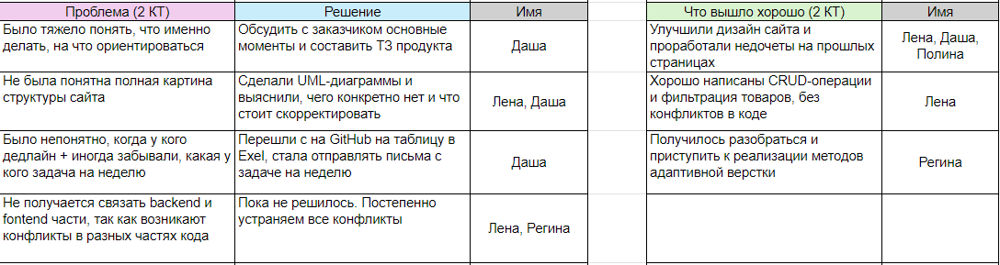 Проблема (2 КТ)
Решение
Имя
Что вышло хорошо (2 КТ)
Имя
Было тяжело понять, что именно
делать, на что ориентироваться
Обсудить с заказчиком основные
моменты и составить ТЗ продукта
Даша
Улучшили дизайн сайта и
проработали недочеты на прошлых
страницах
Лена, Даша,
Полина
Не была понятна полная картина
структуры сайта
Сделали UML-диаграммы и
выяснили, чего конкретно нет и что
стоит скорректировать
Лена, Даша
Хорошо написаны CRUD-операции
и фильтрация товаров, без
конфликтов в коде
Лена
Было непонятно, когда у кого
дедлайн + иногда забывали, какая у
кого задача на неделю
Перешли с на GitHub на таблицу в
Exel, стала отправлять письма с
задаче на неделю
Даша
Получилось разобраться и
приступить к реализации методов
адаптивной верстки
Регина
Не получается связать backend и
fontend части, так как возникают
конфликты в разных частях кода
Пока не решилось. Постепенно
устраняем все конфликты
Лена, Регина